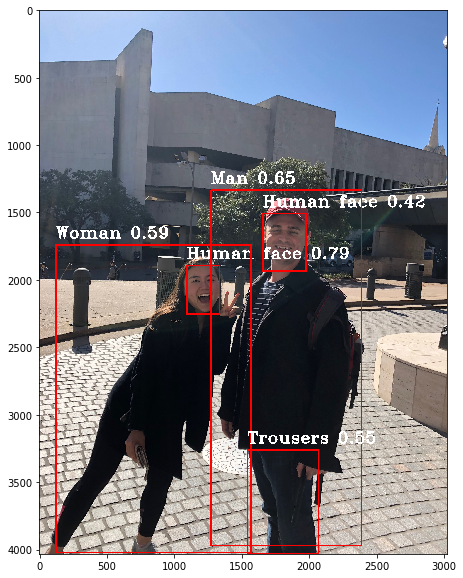 0
500
1000
1500
2000
2500
3000
3500
4000
Man 0.65
Human face 0.42
Woman 0.59
Human face 0.79
Trousers 0.55
0 500 1000 1500 2000 2500 3000